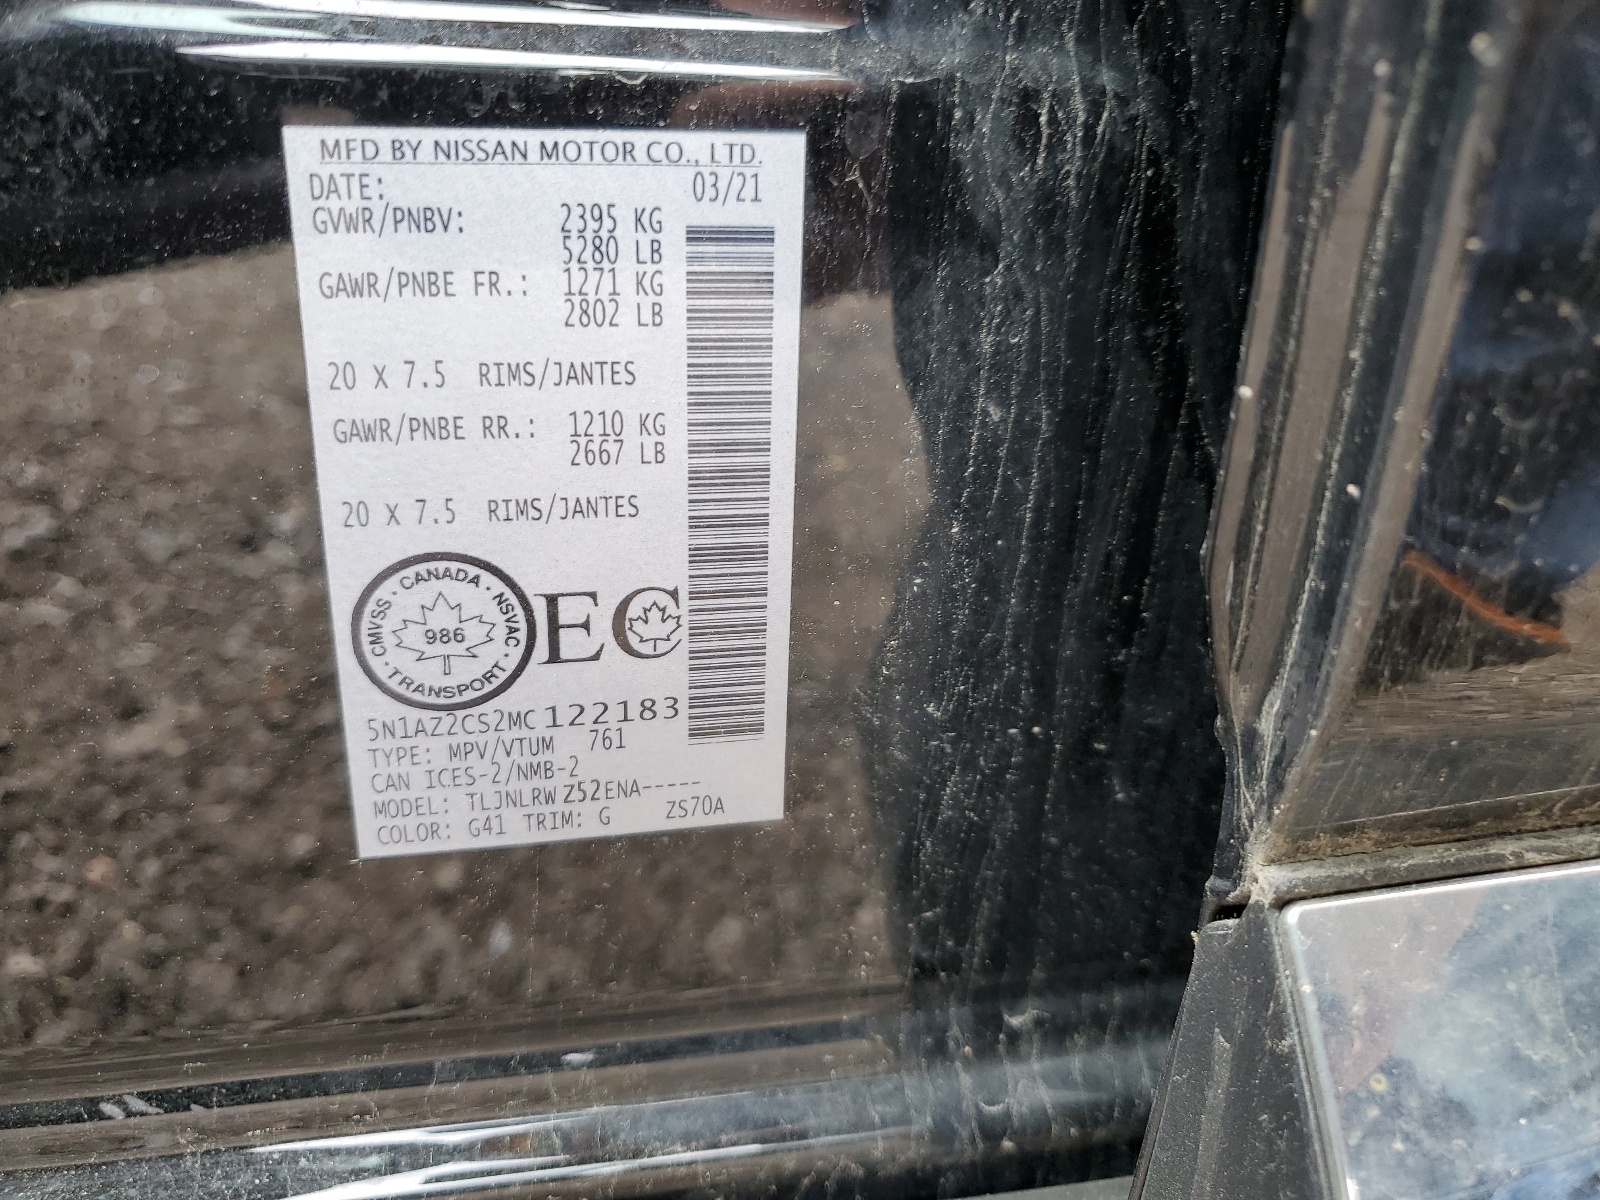 MFD BY NISSAN MOTOR CO., LTD.
DATE: 03/21
GVWR/PNBV: 2395 KG
5280 LB
GAWR/PNBE FR.: 1271 KG
2802 LB
20 X 7.5 RIMS/JANTES
GAWR/PNBE RR.: 1210 KG
2667 LB
20 X 7.5 RIMS/JANTES
CMVSS · CANADA · NSVAC · TRANSPORT ·
986
EC
5N1AZ2CS2MC122183
TYPE: MPV/VTUM 761
CAN ICES-2/NMB-2
MODEL: TLJNLRWZ52ENA-----
COLOR: G41 TRIM: G ZS70A